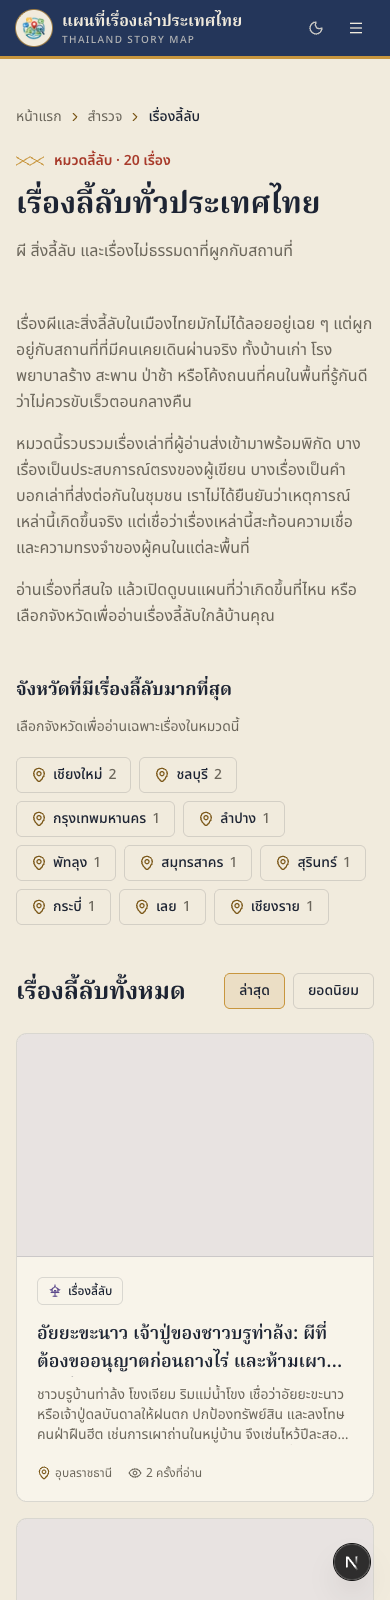 แผนที่เรื่องเล่าประเทศไทย
THAILAND STORY MAP
หน้าแรก > สำรวจ > เรื่องลี้ลับ
หมวดลี้ลับ · 20 เรื่อง
เรื่องลี้ลับทั่วประเทศไทย
ผี สิ่งลี้ลับ และเรื่องไม่ธรรมดาที่ผูกกับสถานที่
เรื่องผีและสิ่งลี้ลับในเมืองไทยมักไม่ได้ลอยอยู่เฉย ๆ แต่ผูก
อยู่กับสถานที่ที่มีคนเคยเดินผ่านจริง ทั้งบ้านเก่า โรง
พยาบาลร้าง สะพาน ป่าช้า หรือโค้งถนนที่คนในพื้นที่รู้กันดี
ว่าไม่ควรขับเร็วตอนกลางคืน
หมวดนี้รวบรวมเรื่องเล่าที่ผู้อ่านส่งเข้ามาพร้อมพิกัด บาง
เรื่องเป็นประสบการณ์ตรงของผู้เขียน บางเรื่องเป็นคำ
บอกเล่าที่ส่งต่อกันในชุมชน เราไม่ได้ยืนยันว่าเหตุการณ์
เหล่านี้เกิดขึ้นจริง แต่เชื่อว่าเรื่องเหล่านี้สะท้อนความเชื่อ
และความทรงจำของผู้คนในแต่ละพื้นที่
อ่านเรื่องที่สนใจ แล้วเปิดดูบนแผนที่ว่าเกิดขึ้นที่ไหน หรือ
เลือกจังหวัดเพื่ออ่านเรื่องลี้ลับใกล้บ้านคุณ
จังหวัดที่มีเรื่องลี้ลับมากที่สุด
เลือกจังหวัดเพื่ออ่านเฉพาะเรื่องในหมวดนี้
เชียงใหม่ 2 ชลบุรี 2
กรุงเทพมหานคร 1 ลำปาง 1
พัทลุง 1 สมุทรสาคร 1 สุรินทร์ 1
กระบี่ 1 เลย 1 เชียงราย 1
เรื่องลี้ลับทั้งหมด ล่าสุด ยอดนิยม
เรื่องลี้ลับ
อัยยะขะนาว เจ้าปู่ของชาวบรูท่าล้ง: ผีที่
ต้องขออนุญาตก่อนถางไร่ และห้ามเผา...
ชาวบรูบ้านท่าล้ง โขงเจียม ริมแม่น้ำโขง เชื่อว่าอัยยะขะนาว
หรือเจ้าปู่ดลบันดาลให้ฝนตก ปกป้องทรัพย์สิน และลงโทษ
คนฝ่าฝืนฮีต เช่นการเผาถ่านในหมู่บ้าน จึงเซ่นไหว้ปีละสอ...
อุบลราชธานี 2 ครั้งที่อ่าน
N